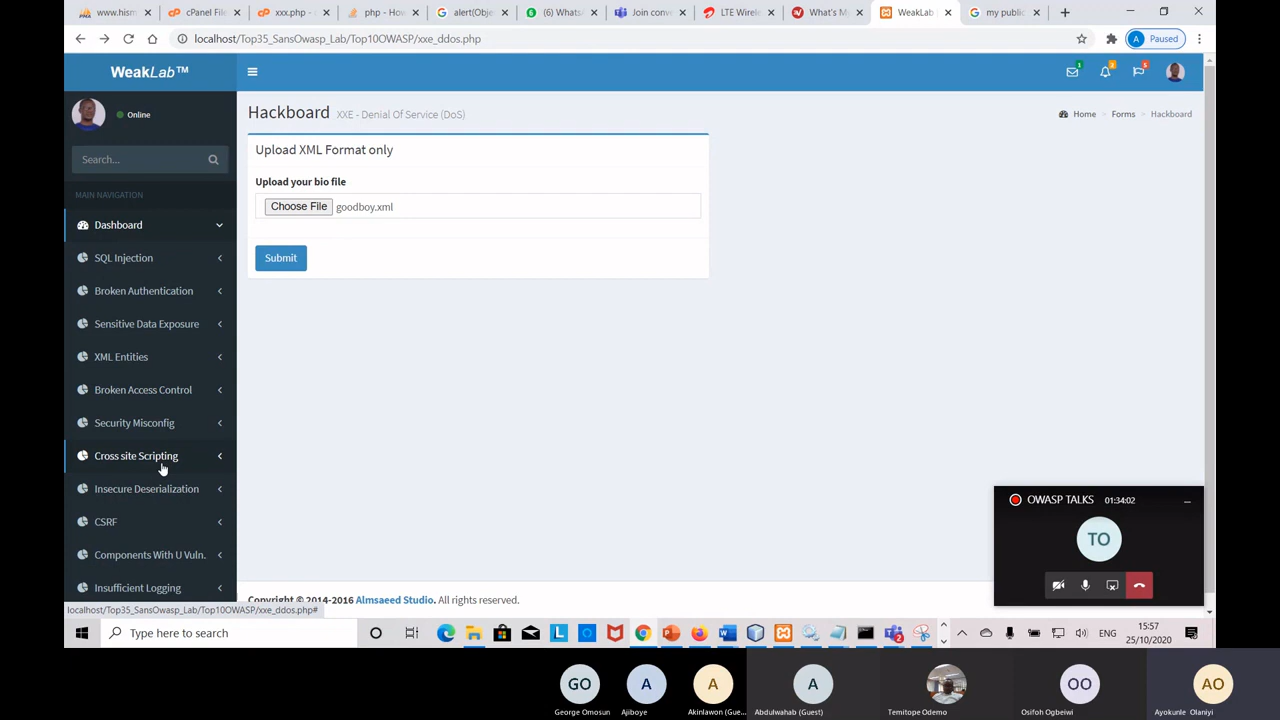 www.hism
cPanel File
xxx.php -
php - How
alert(Obje
(6) Whats
Join conv
LTE Wirele
What's My
WeakLab
my public
localhost/Top35_SansOwasp_Lab/Top10OWASP/xxe_ddos.php
A
Paused
WeakLab™
1
2
5
Online
Hackboard XXE - Denial Of Service (DoS)
Home > Forms > Hackboard
Search...
Upload XML Format only
MAIN NAVIGATION
Upload your bio file
Choose File goodboy.xml
Submit
Dashboard
SQL Injection
Broken Authentication
Sensitive Data Exposure
XML Entities
Broken Access Control
Security Misconfig
Cross site Scripting
Insecure Deserialization
CSRF
Components With U Vuln.
Insufficient Logging
OWASP TALKS 01:34:02
TO
Copyright © 2014-2016 Almsaeed Studio. All rights reserved.
localhost/Top35_SansOwasp_Lab/Top10OWASP/xxe_ddos.php#
Type here to search
2
ENG
15:57
25/10/2020
GO
A
A
A
OO
AO
George Omosun
Ajiboye
Akinlawon (Gue...
Abdulwahab (Guest)
Temitope Odemo
Osifoh Ogbeiwi
Ayokunle Olaniyi